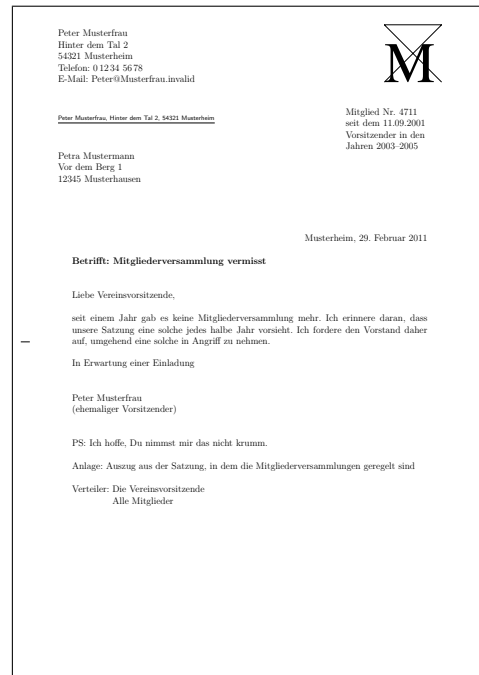 Peter Musterfrau
Hinter dem Tal 2
54321 Musterheim
Telefon: 0 12 34 56 78
E-Mail: Peter@Musterfrau.invalid
M
Peter Musterfrau, Hinter dem Tal 2, 54321 Musterheim
Mitglied Nr. 4711
seit dem 11.09.2001
Vorsitzender in den
Jahren 2003–2005
Petra Mustermann
Vor dem Berg 1
12345 Musterhausen
Musterheim, 29. Februar 2011
Betrifft: Mitgliederversammlung vermisst
Liebe Vereinsvorsitzende,
seit einem Jahr gab es keine Mitgliederversammlung mehr. Ich erinnere daran, dass
unsere Satzung eine solche jedes halbe Jahr vorsieht. Ich fordere den Vorstand daher
auf, umgehend eine solche in Angriff zu nehmen.
In Erwartung einer Einladung
Peter Musterfrau
(ehemaliger Vorsitzender)
PS: Ich hoffe, Du nimmst mir das nicht krumm.
Anlage: Auszug aus der Satzung, in dem die Mitgliederversammlungen geregelt sind
Verteiler: Die Vereinsvorsitzende
Alle Mitglieder